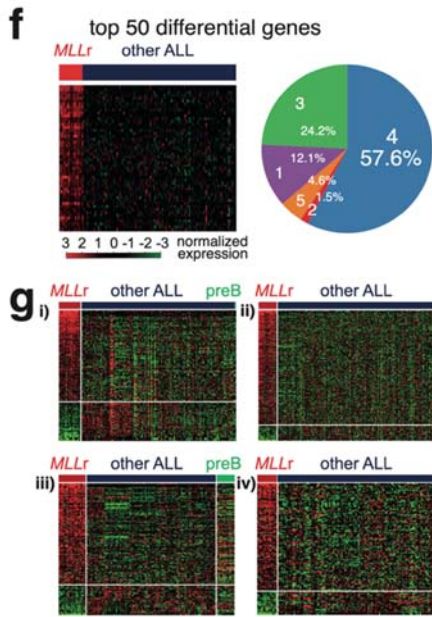 f
top 50 differential genes
MLLr other ALL
3
24.2%
4
57.6%
1
12.1%
5
4.6%
2
1.5%
3 2 1 0 -1 -2 -3 normalized
expression
g
MLLr other ALL preB MLLr other ALL
i) ii)
MLLr other ALL preB MLLr other ALL
iii) iv)